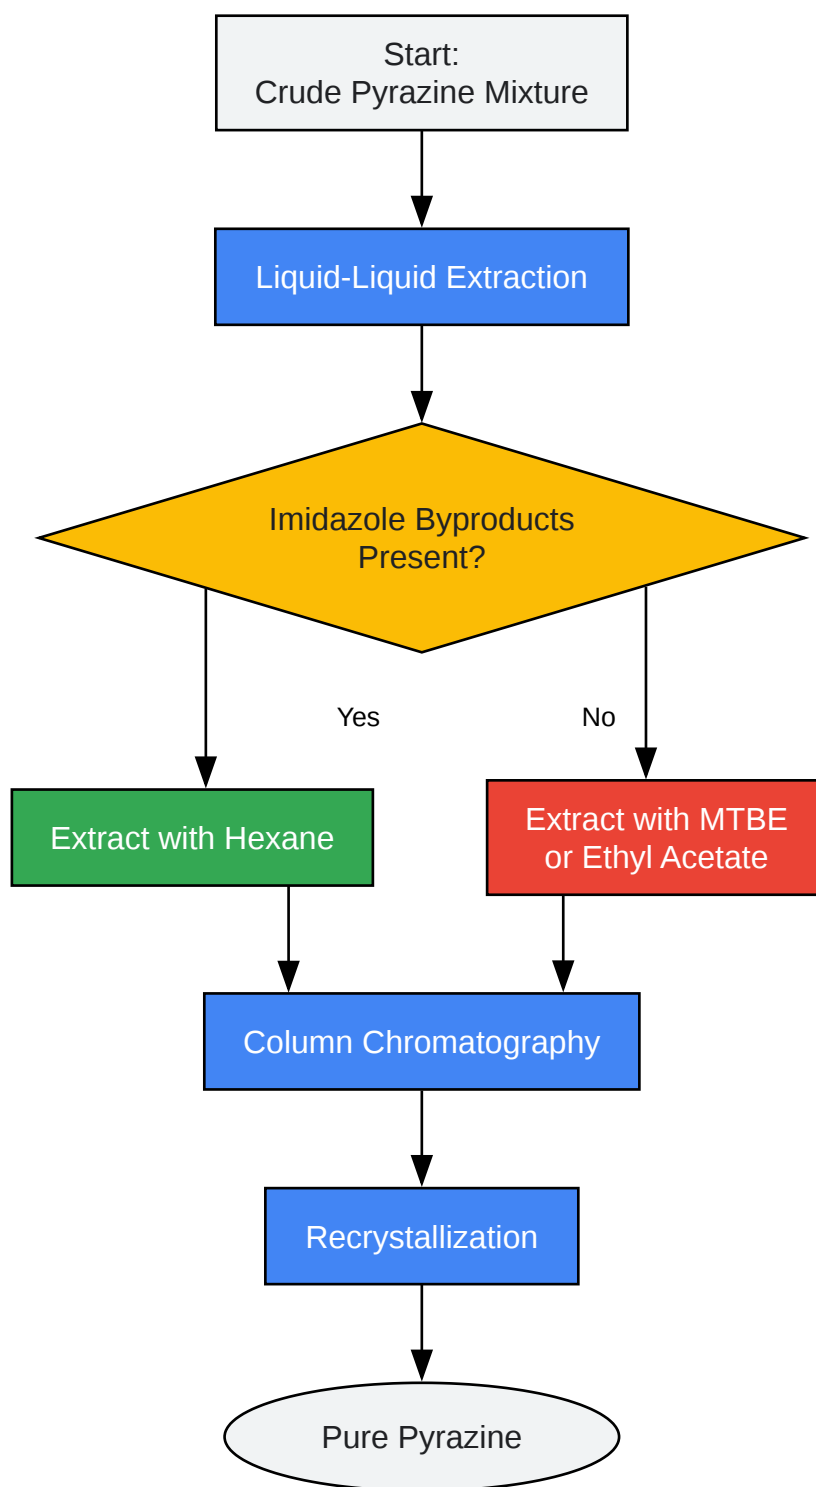 Start:
Crude Pyrazine Mixture
Liquid-Liquid Extraction
Imidazole Byproducts
Present?
Yes
No
Extract with Hexane
Extract with MTBE
or Ethyl Acetate
Column Chromatography
Recrystallization
Pure Pyrazine